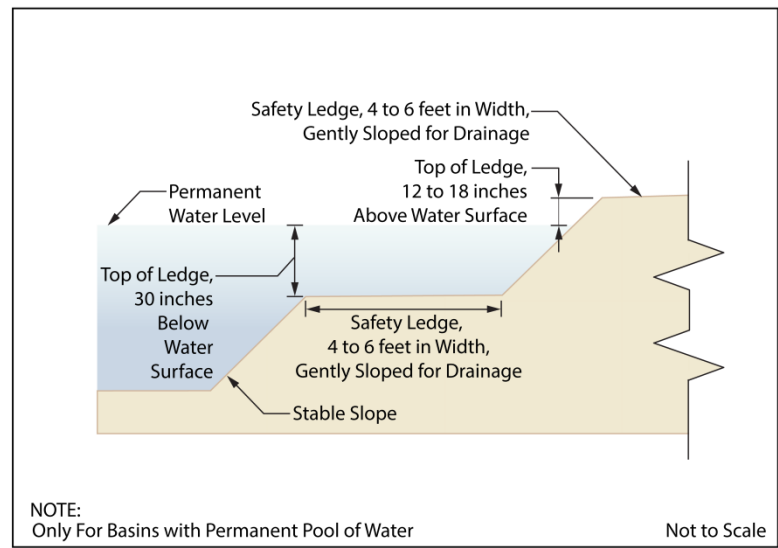 Safety Ledge, 4 to 6 feet in Width,
Gently Sloped for Drainage
Top of Ledge,
12 to 18 inches
Above Water Surface
Permanent
Water Level
Top of Ledge,
30 inches
Below
Water
Surface
Safety Ledge,
4 to 6 feet in Width,
Gently Sloped for Drainage
Stable Slope
NOTE:
Only For Basins with Permanent Pool of Water
Not to Scale